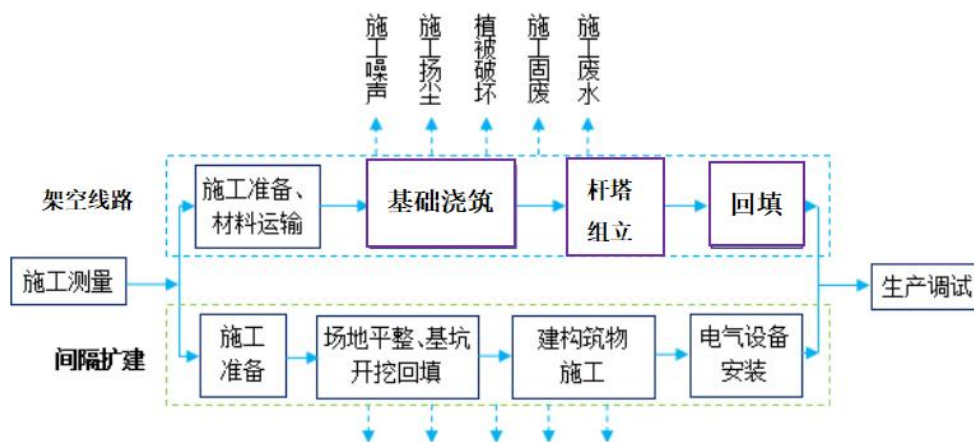 施工噪声
施工扬尘
植被破坏
施工固废
施工废水
架空线路
施工准备、
材料运输
基础浇筑
杆塔
组立
回填
施工测量
生产调试
间隔扩建
施工
准备
场地平整、基坑
开挖回填
建构筑物
施工
电气设备
安装